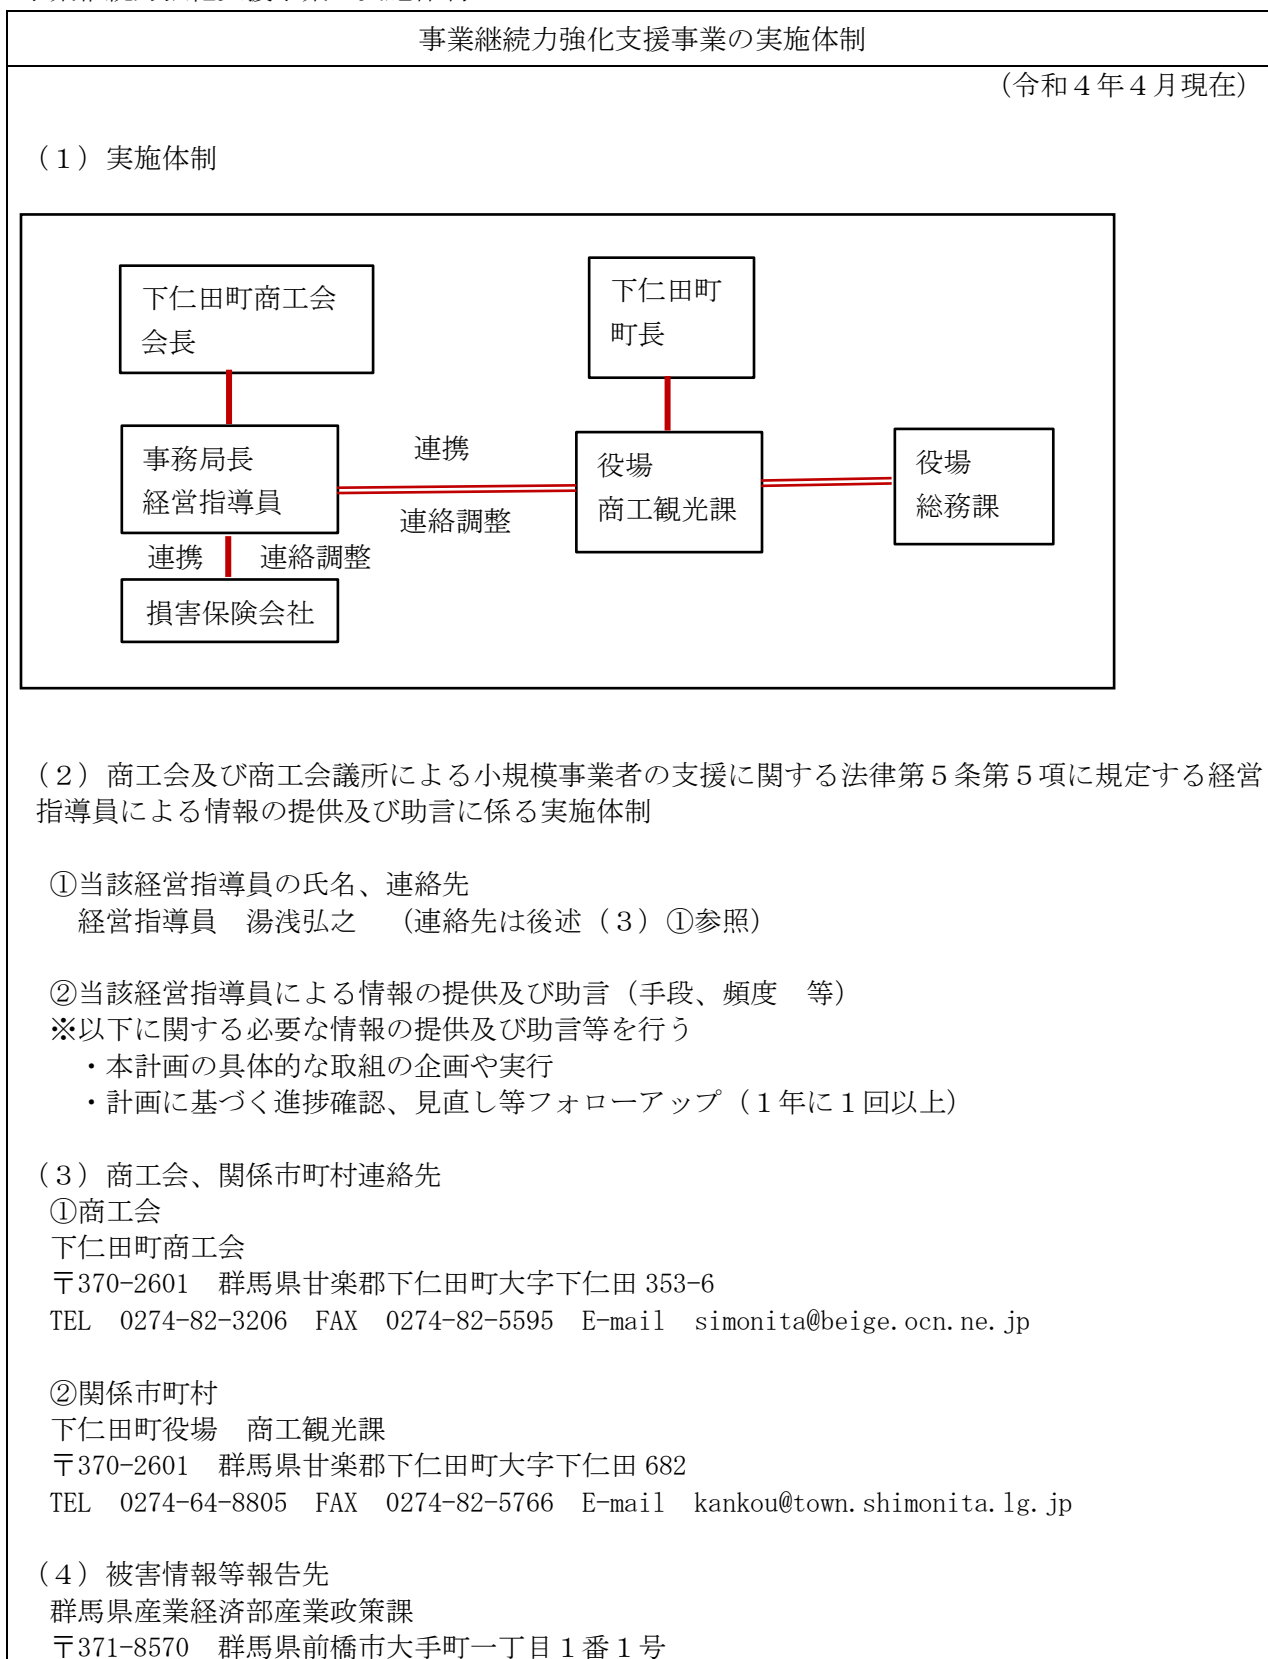 事業継続力強化支援事業の実施体制
（令和４年４月現在）
（１）実施体制
下仁田町商工会
会長
下仁田町
町長
事務局長
経営指導員
連携
連絡調整
役場
商工観光課
役場
総務課
連携　連絡調整
損害保険会社
（２）商工会及び商工会議所による小規模事業者の支援に関する法律第５条第５項に規定する経営
指導員による情報の提供及び助言に係る実施体制
①当該経営指導員の氏名、連絡先
経営指導員　湯浅弘之　（連絡先は後述（３）①参照）
②当該経営指導員による情報の提供及び助言（手段、頻度　等）
※以下に関する必要な情報の提供及び助言等を行う
・本計画の具体的な取組の企画や実行
・計画に基づく進捗確認、見直し等フォローアップ（１年に１回以上）
（３）商工会、関係市町村連絡先
①商工会
下仁田町商工会
〒370-2601　群馬県甘楽郡下仁田町大字下仁田 353-6
TEL　0274-82-3206　FAX　0274-82-5595　E-mail　simonita@beige.ocn.ne.jp
②関係市町村
下仁田町役場　商工観光課
〒370-2601　群馬県甘楽郡下仁田町大字下仁田 682
TEL　0274-64-8805　FAX　0274-82-5766　E-mail　kankou@town.shimonita.lg.jp
（４）被害情報等報告先
群馬県産業経済部産業政策課
〒371-8570　群馬県前橋市大手町一丁目１番１号